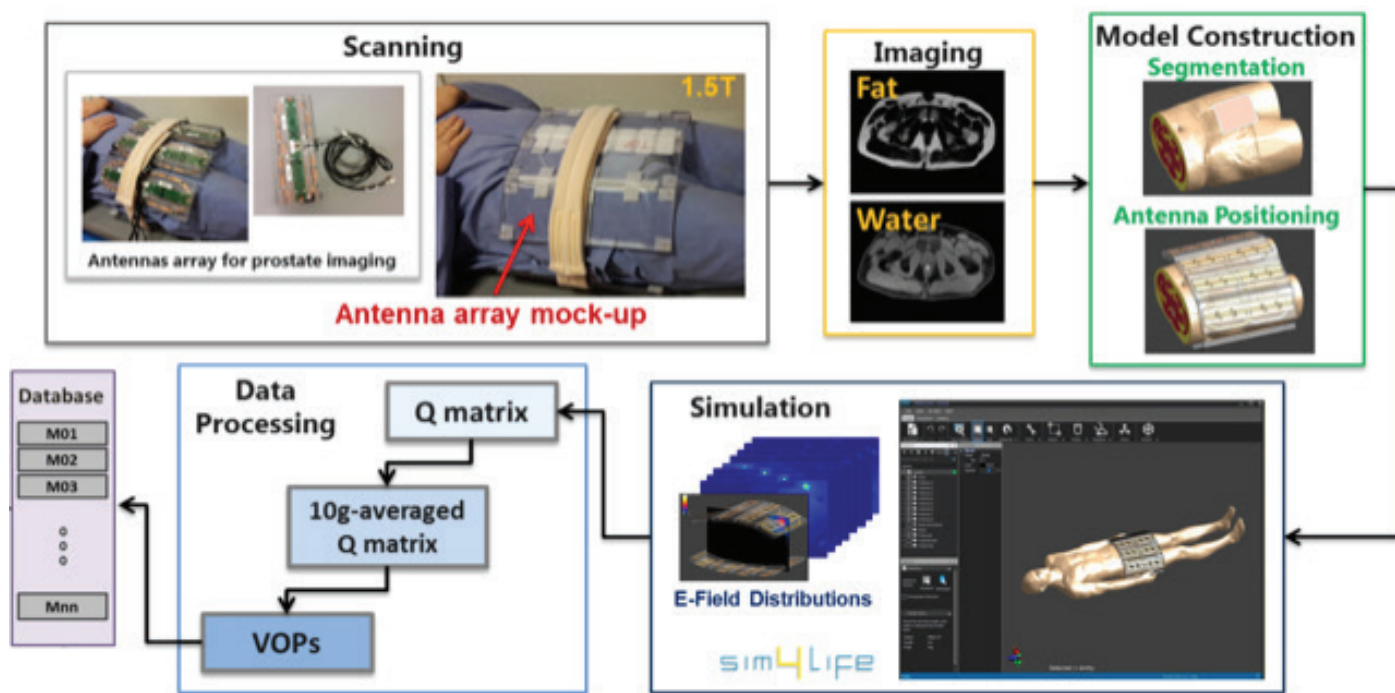 Scanning
1.5T
Antennas array for prostate imaging
Antenna array mock-up
Imaging
Fat
Water
Model Construction
Segmentation
Antenna Positioning
Database
M01
M02
M03
Mnn
Data
Processing
Q matrix
10g-averaged
Q matrix
VOPs
Simulation
E-Field Distributions
sim4life